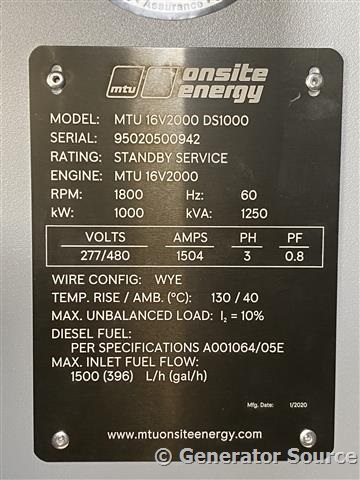 Assurance P
mtu onsite energy
MODEL: MTU 16V2000 DS1000
SERIAL: 95020500942
RATING: STANDBY SERVICE
ENGINE: MTU 16V2000
RPM: 1800 Hz: 60
kW: 1000 kVA: 1250
VOLTS AMPS PH PF
277/480 1504 3 0.8
WIRE CONFIG: WYE
TEMP. RISE / AMB. (°C): 130 / 40
MAX. UNBALANCED LOAD: I₂ = 10%
DIESEL FUEL:
PER SPECIFICATIONS A001064/05E
MAX. INLET FUEL FLOW:
1500 (396) L/h (gal/h)
Mfg. Date: 1/2020
www.mtuonsiteenergy.com
© Generator Source